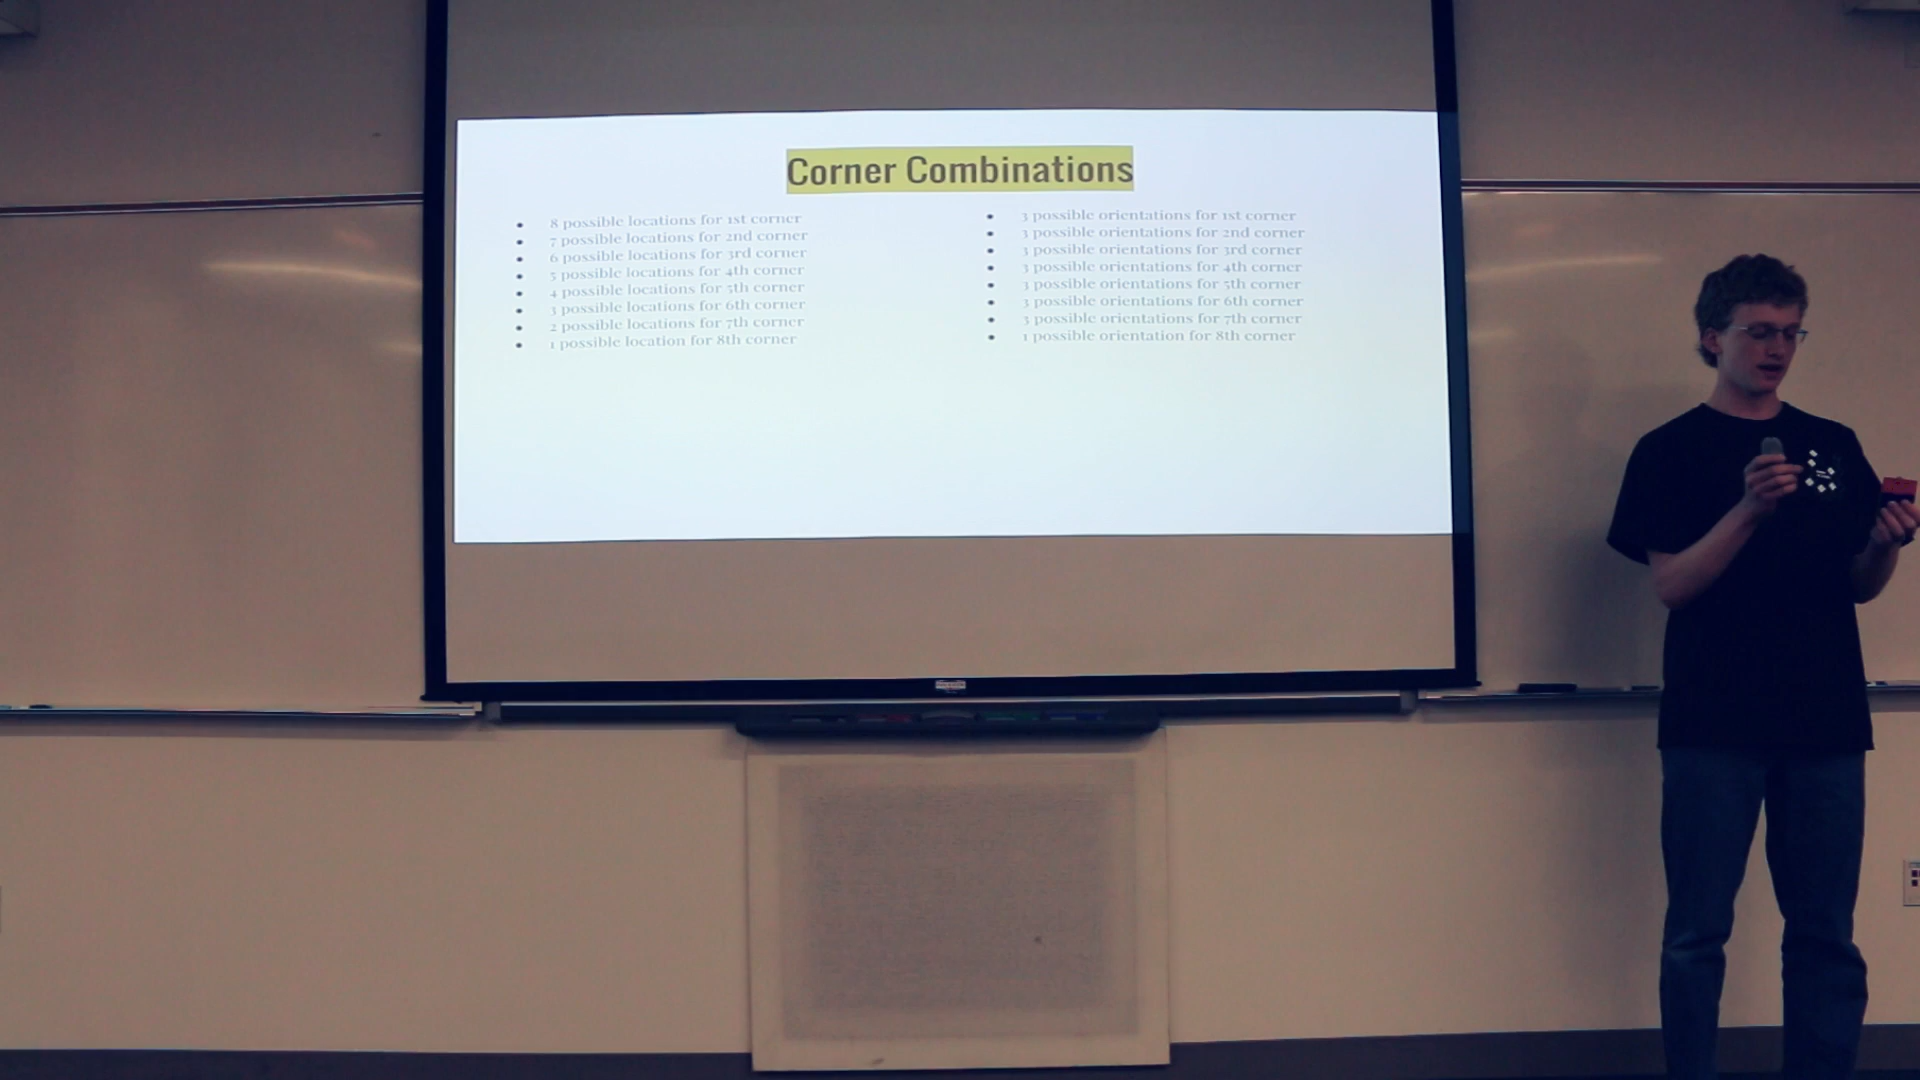 Corner Combinations
8 possible locations for 1st corner
7 possible locations for 2nd corner
6 possible locations for 3rd corner
5 possible locations for 4th corner
4 possible locations for 5th corner
3 possible locations for 6th corner
2 possible locations for 7th corner
1 possible location for 8th corner
3 possible orientations for 1st corner
3 possible orientations for 2nd corner
3 possible orientations for 3rd corner
3 possible orientations for 4th corner
3 possible orientations for 5th corner
3 possible orientations for 6th corner
3 possible orientations for 7th corner
1 possible orientation for 8th corner